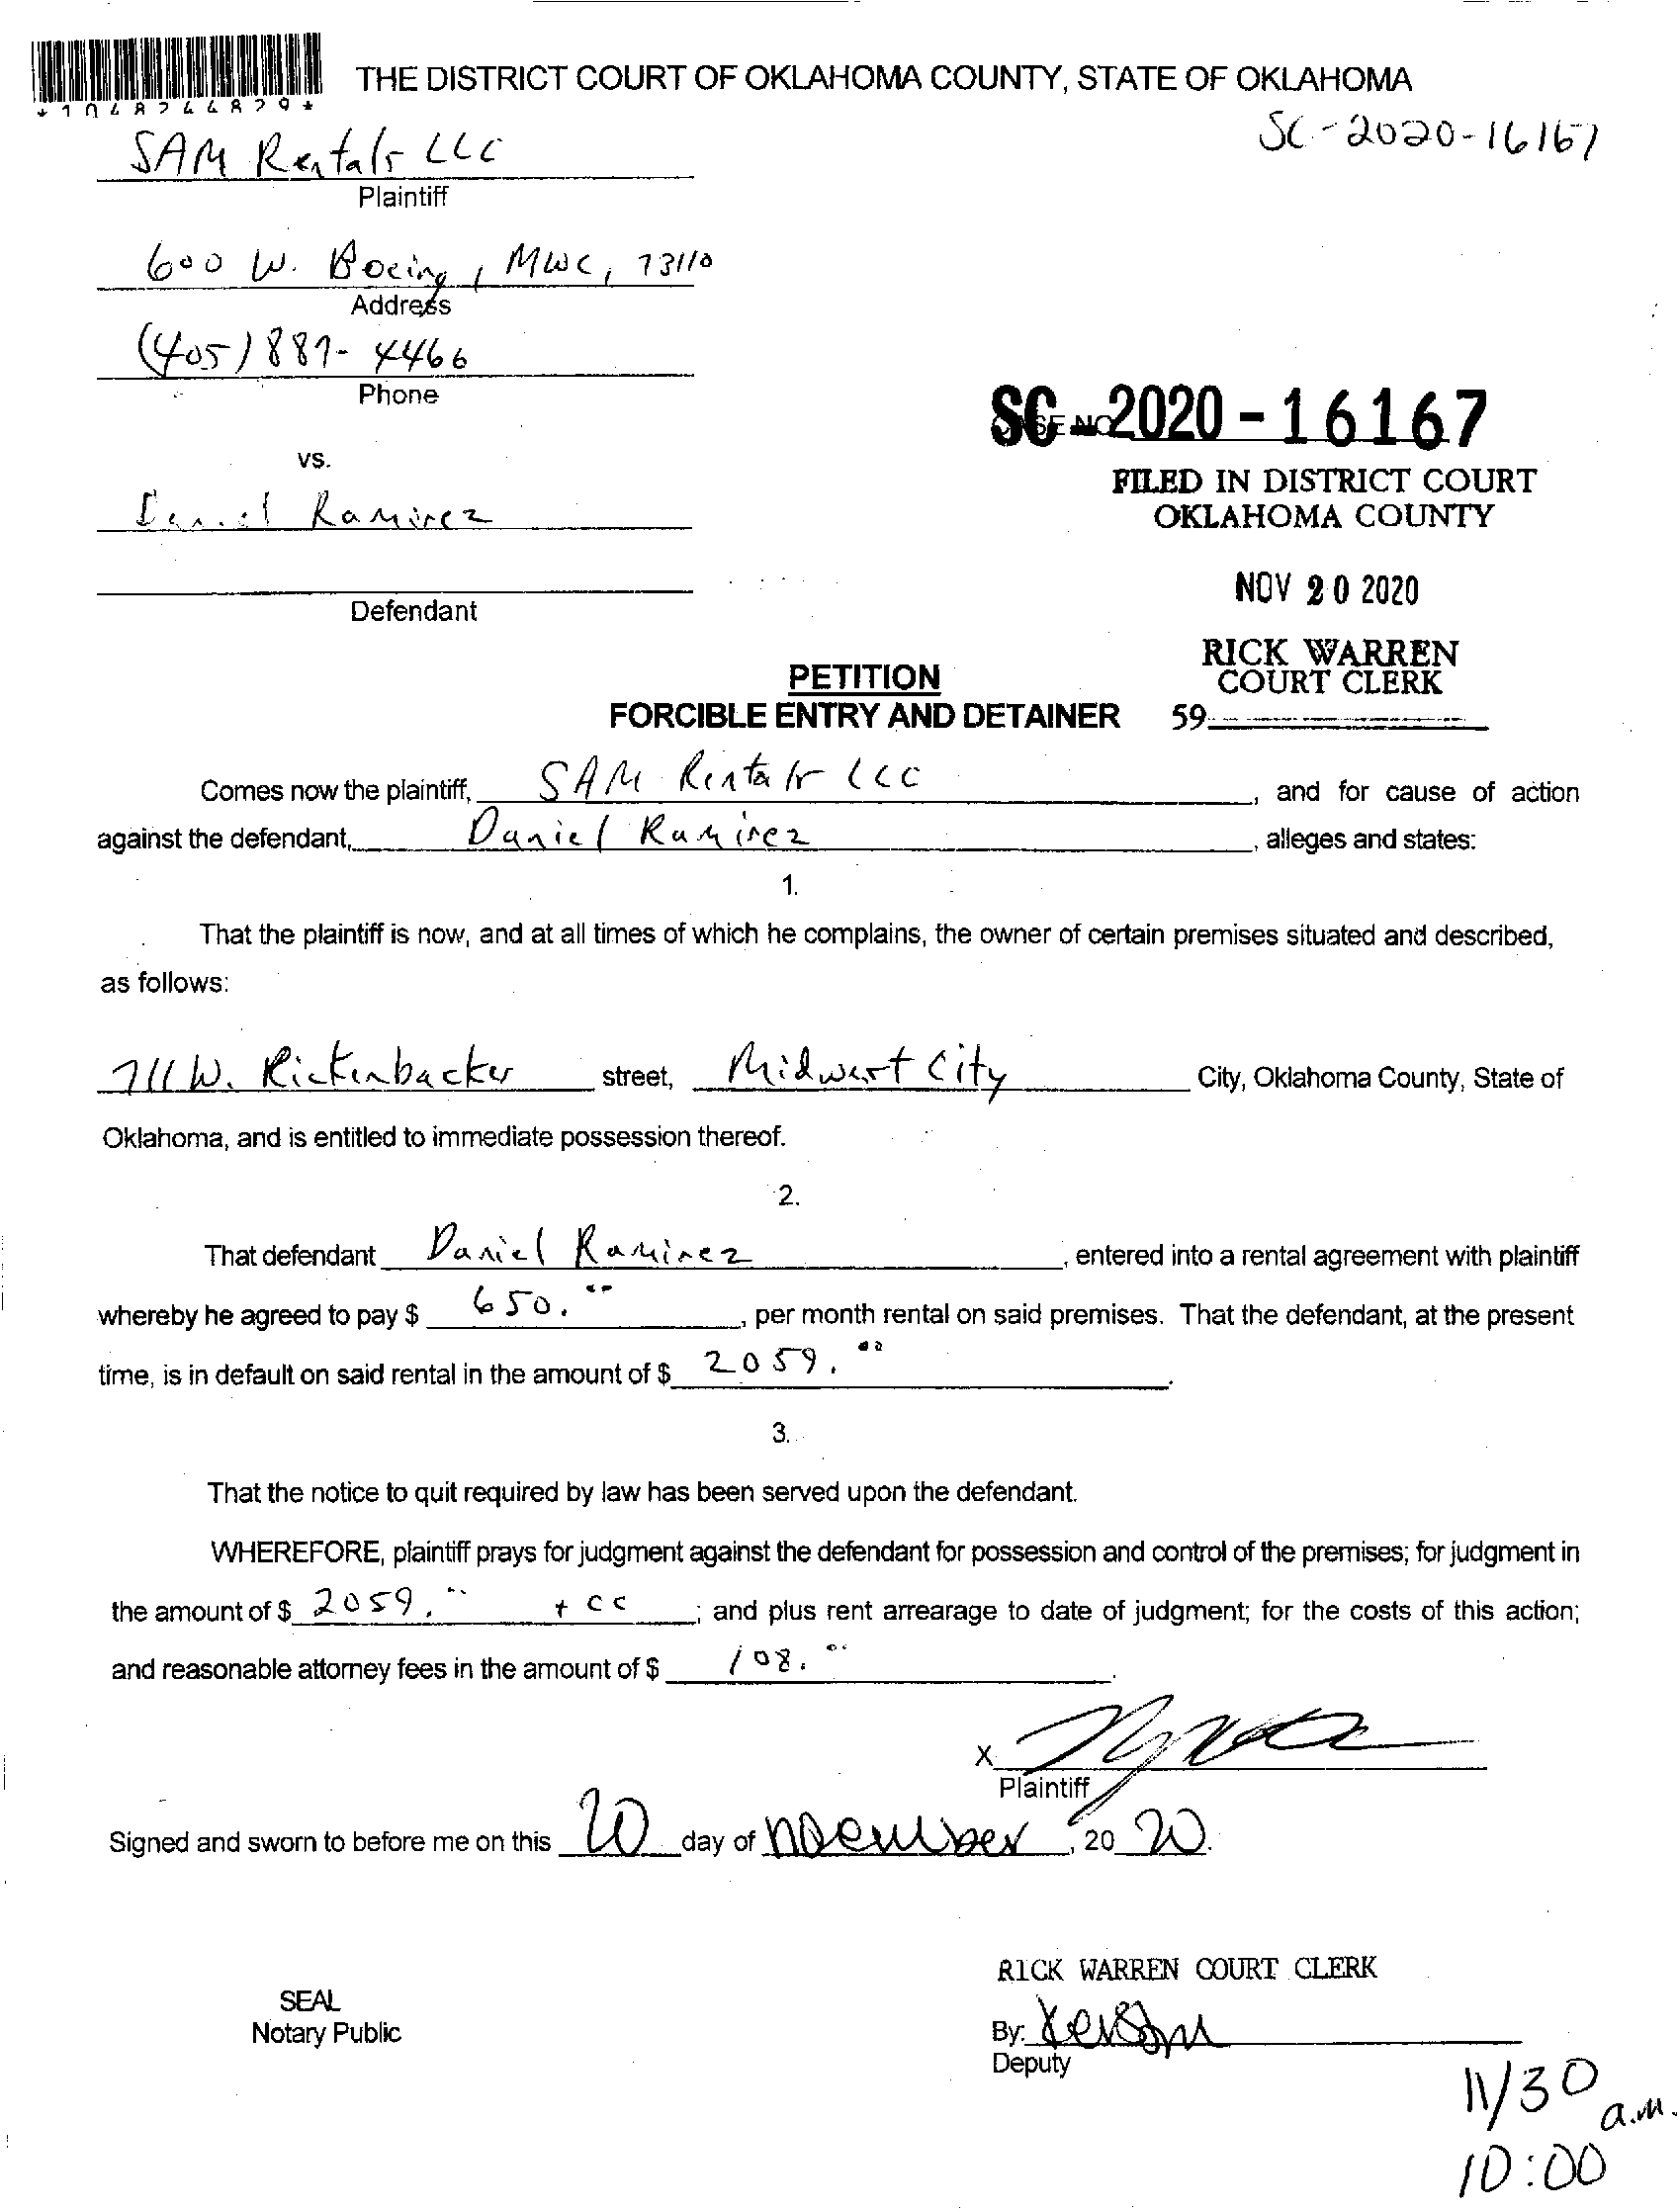 *1048744879*
THE DISTRICT COURT OF OKLAHOMA COUNTY, STATE OF OKLAHOMA
SC-2020-16167
SAM Rentals LLC
Plaintiff
600 W. Boeing, MWC, 73110
Address
(405) 887-4466
Phone
SC-2020-16167
CASE NO.
vs.
FILED IN DISTRICT COURT
OKLAHOMA COUNTY
Daniel Ramirez
NOV 20 2020
Defendant
RICK WARREN
COURT CLERK
PETITION
FORCIBLE ENTRY AND DETAINER
59
Comes now the plaintiff, SAM Rentals LLC, and for cause of action
against the defendant, Daniel Ramirez, alleges and states:
1.
That the plaintiff is now, and at all times of which he complains, the owner of certain premises situated and described,
as follows:
711 W. Rickenbacker street, Midwest City City, Oklahoma County, State of
Oklahoma, and is entitled to immediate possession thereof.
2.
That defendant Daniel Ramirez, entered into a rental agreement with plaintiff
whereby he agreed to pay $ 650.00, per month rental on said premises. That the defendant, at the present
time, is in default on said rental in the amount of $ 2059.00.
3.
That the notice to quit required by law has been served upon the defendant.
WHEREFORE, plaintiff prays for judgment against the defendant for possession and control of the premises; for judgment in
the amount of $ 2059.00 + CC; and plus rent arrearage to date of judgment; for the costs of this action;
and reasonable attorney fees in the amount of $ 108.00.
X
Plaintiff
Signed and sworn to before me on this 20 day of November, 20 20.
RICK WARREN COURT CLERK
SEAL
Notary Public
By:
Deputy
11/30
a.m.
10:00